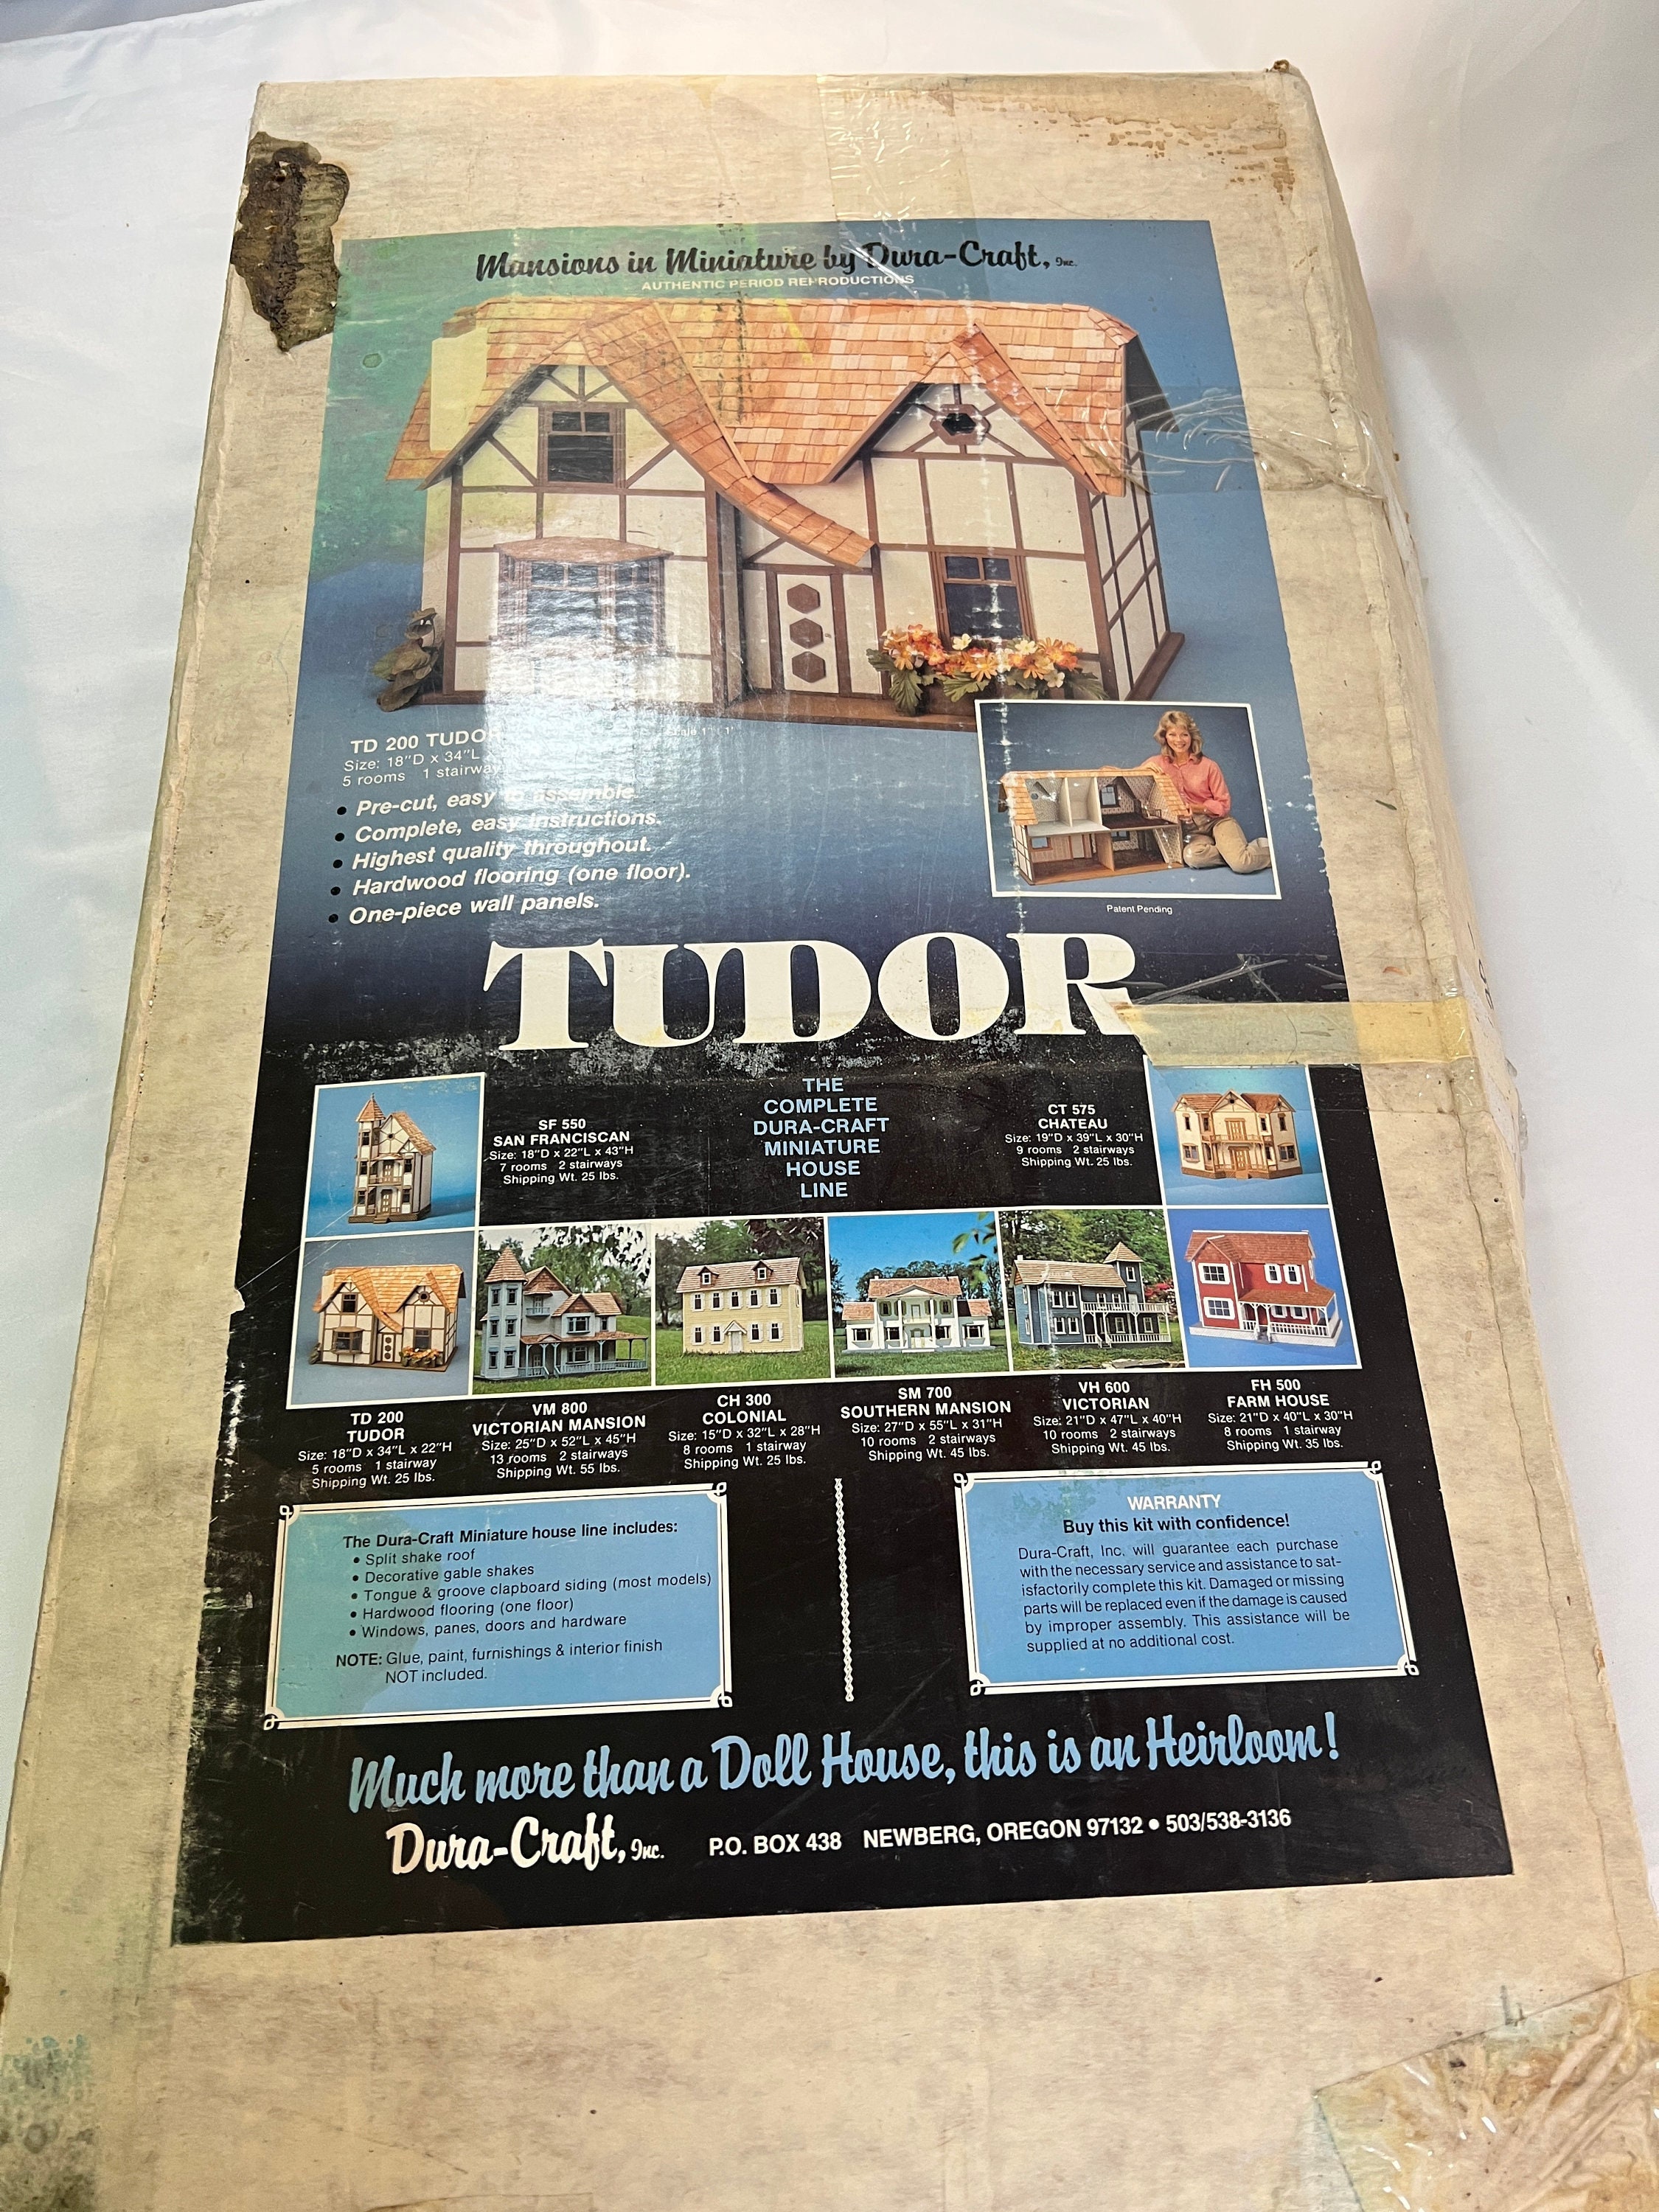 Mansions in Miniature by Dura-Craft, Inc.
AUTHENTIC PERIOD REPRODUCTIONS
TD 200 TUDOR
Size: 18"D x 34"L
5 rooms 1 stairway
Scale 1" : 1'
• Pre-cut, easy to assemble.
• Complete, easy instructions.
• Highest quality throughout.
• Hardwood flooring (one floor).
• One-piece wall panels.
Patent Pending
TUDOR
SF 550
SAN FRANCISCAN
Size: 18"D x 22"L x 43"H
7 rooms 2 stairways
Shipping Wt. 25 lbs.
THE
COMPLETE
DURA-CRAFT
MINIATURE
HOUSE
LINE
CT 575
CHATEAU
Size: 19"D x 39"L x 30"H
9 rooms 2 stairways
Shipping Wt. 25 lbs.
TD 200
TUDOR
Size: 18"D x 34"L x 22"H
5 rooms 1 stairway
Shipping Wt. 25 lbs.
VM 800
VICTORIAN MANSION
Size: 25"D x 52"L x 45"H
13 rooms 2 stairways
Shipping Wt. 55 lbs.
CH 300
COLONIAL
Size: 15"D x 32"L x 28"H
8 rooms 1 stairway
Shipping Wt. 25 lbs.
SM 700
SOUTHERN MANSION
Size: 27"D x 55"L x 31"H
10 rooms 2 stairways
Shipping Wt. 45 lbs.
VH 600
VICTORIAN
Size: 21"D x 47"L x 40"H
10 rooms 2 stairways
Shipping Wt. 45 lbs.
FH 500
FARM HOUSE
Size: 21"D x 40"L x 30"H
8 rooms 1 stairway
Shipping Wt. 35 lbs.
The Dura-Craft Miniature house line includes:
• Split shake roof
• Decorative gable shakes
• Tongue & groove clapboard siding (most models)
• Hardwood flooring (one floor)
• Windows, panes, doors and hardware
NOTE: Glue, paint, furnishings & interior finish
NOT included.
WARRANTY
Buy this kit with confidence!
Dura-Craft, Inc. will guarantee each purchase
with the necessary service and assistance to sat-
isfactorily complete this kit. Damaged or missing
parts will be replaced even if the damage is caused
by improper assembly. This assistance will be
supplied at no additional cost.
Much more than a Doll House, this is an Heirloom!
Dura-Craft, Inc. P.O. BOX 438 NEWBERG, OREGON 97132 • 503/538-3136